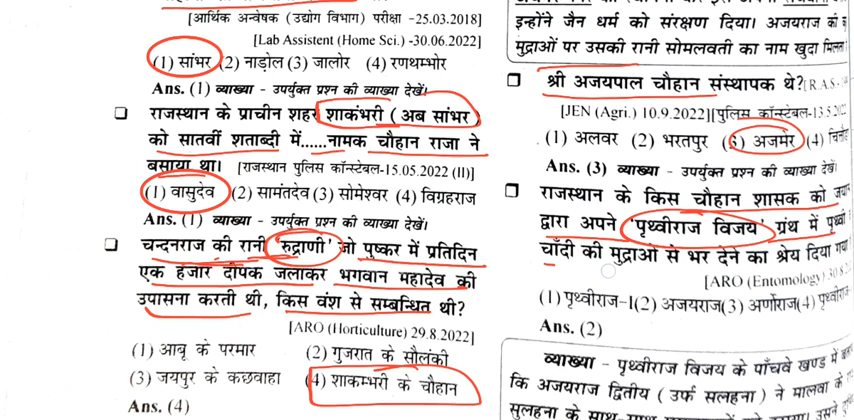 [आर्थिक अन्वेषक (उद्योग विभाग) परीक्षा -25.03.2018]
[Lab Assistent (Home Sci.) -30.06.2022]
(1) सांभर (2) नाड़ोल (3) जालोर (4) रणथम्भोर
Ans. (1) व्याख्या - उपर्युक्त प्रश्न की व्याख्या देखें।
राजस्थान के प्राचीन शहर शाकंभरी (अब सांभर)
को सातवीं शताब्दी में......नामक चौहान राजा ने
बसाया था। [राजस्थान पुलिस कॉन्स्टेबल-15.05.2022 (II)]
(1) वासुदेव (2) सामंतदेव (3) सोमेश्वर (4) विग्रहराज
Ans. (1) व्याख्या - उपर्युक्त प्रश्न की व्याख्या देखें।
चन्दनराज की रानी 'रुद्राणी' जो पुष्कर में प्रतिदिन
एक हजार दीपक जलाकर भगवान महादेव की
उपासना करती थी, किस वंश से सम्बन्धित थी?
[ARO (Horticulture) 29.8.2022]
(1) आबू के परमार (2) गुजरात के सौलंकी
(3) जयपुर के कछवाहा (4) शाकम्भरी के चौहान
Ans. (4)
इन्होंने जैन धर्म को संरक्षण दिया। अजयराज की
मुद्राओं पर उसकी रानी सोमलवती का नाम खुदा
श्री अजयपाल चौहान संस्थापक थे? [R.A.S.
[JEN (Agri.) 10.9.2022][पुलिस कॉन्स्टेबल-13.5.
(1) अलवर (2) भरतपुर (3) अजमेर (4)
Ans. (3) व्याख्या - उपर्युक्त प्रश्न की व्याख्या देखें।
राजस्थान के किस चौहान शासक को
द्वारा अपने 'पृथ्वीराज विजय' ग्रंथ में
चाँदी की मुद्राओं से भर देने का श्रेय दिया
[ARO (Entomology)
(1) पृथ्वीराज-I (2) अजयराज (3) अर्णोराज (4)
Ans. (2)
व्याख्या - पृथ्वीराज विजय के पाँचवे खण्ड में
कि अजयराज द्वितीय ( उर्फ सलहना ) ने मालवा के